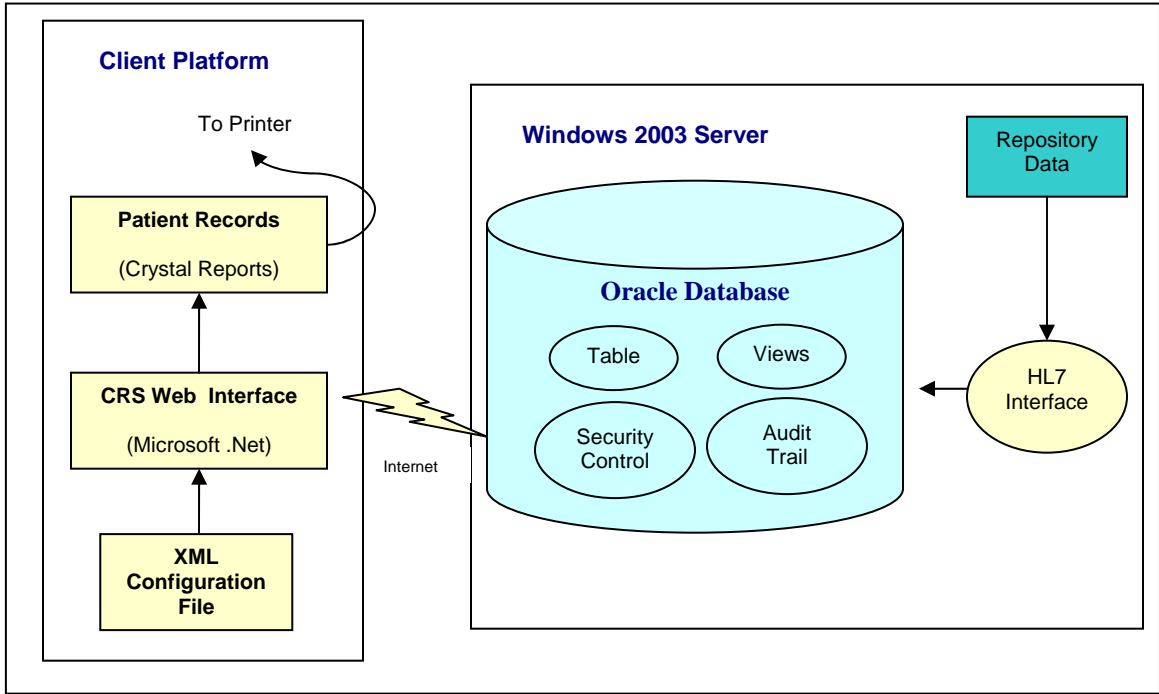 Client Platform
To Printer
Patient Records
(Crystal Reports)
CRS Web Interface
(Microsoft .Net)
XML
Configuration
File
Internet
Windows 2003 Server
Repository
Data
Oracle Database
Table
Views
Security
Control
Audit
Trail
HL7
Interface